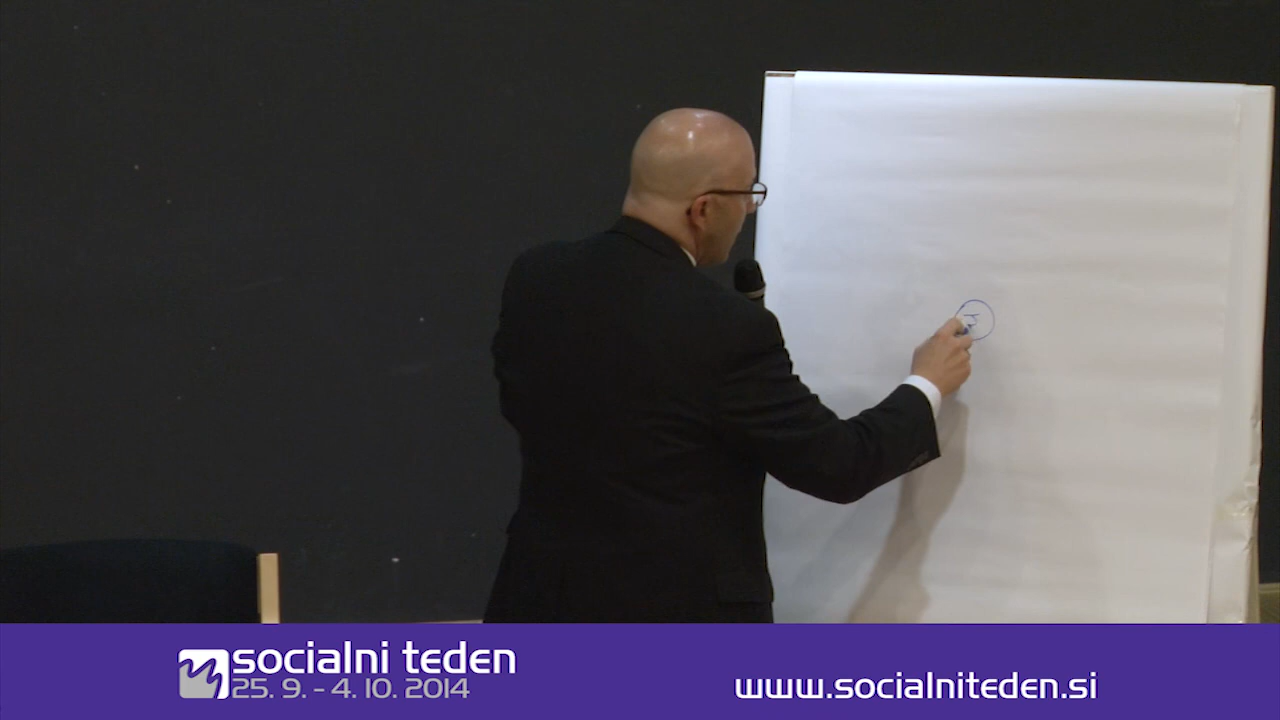 socialni teden
25. 9. - 4. 10. 2014
www.socialniteden.si